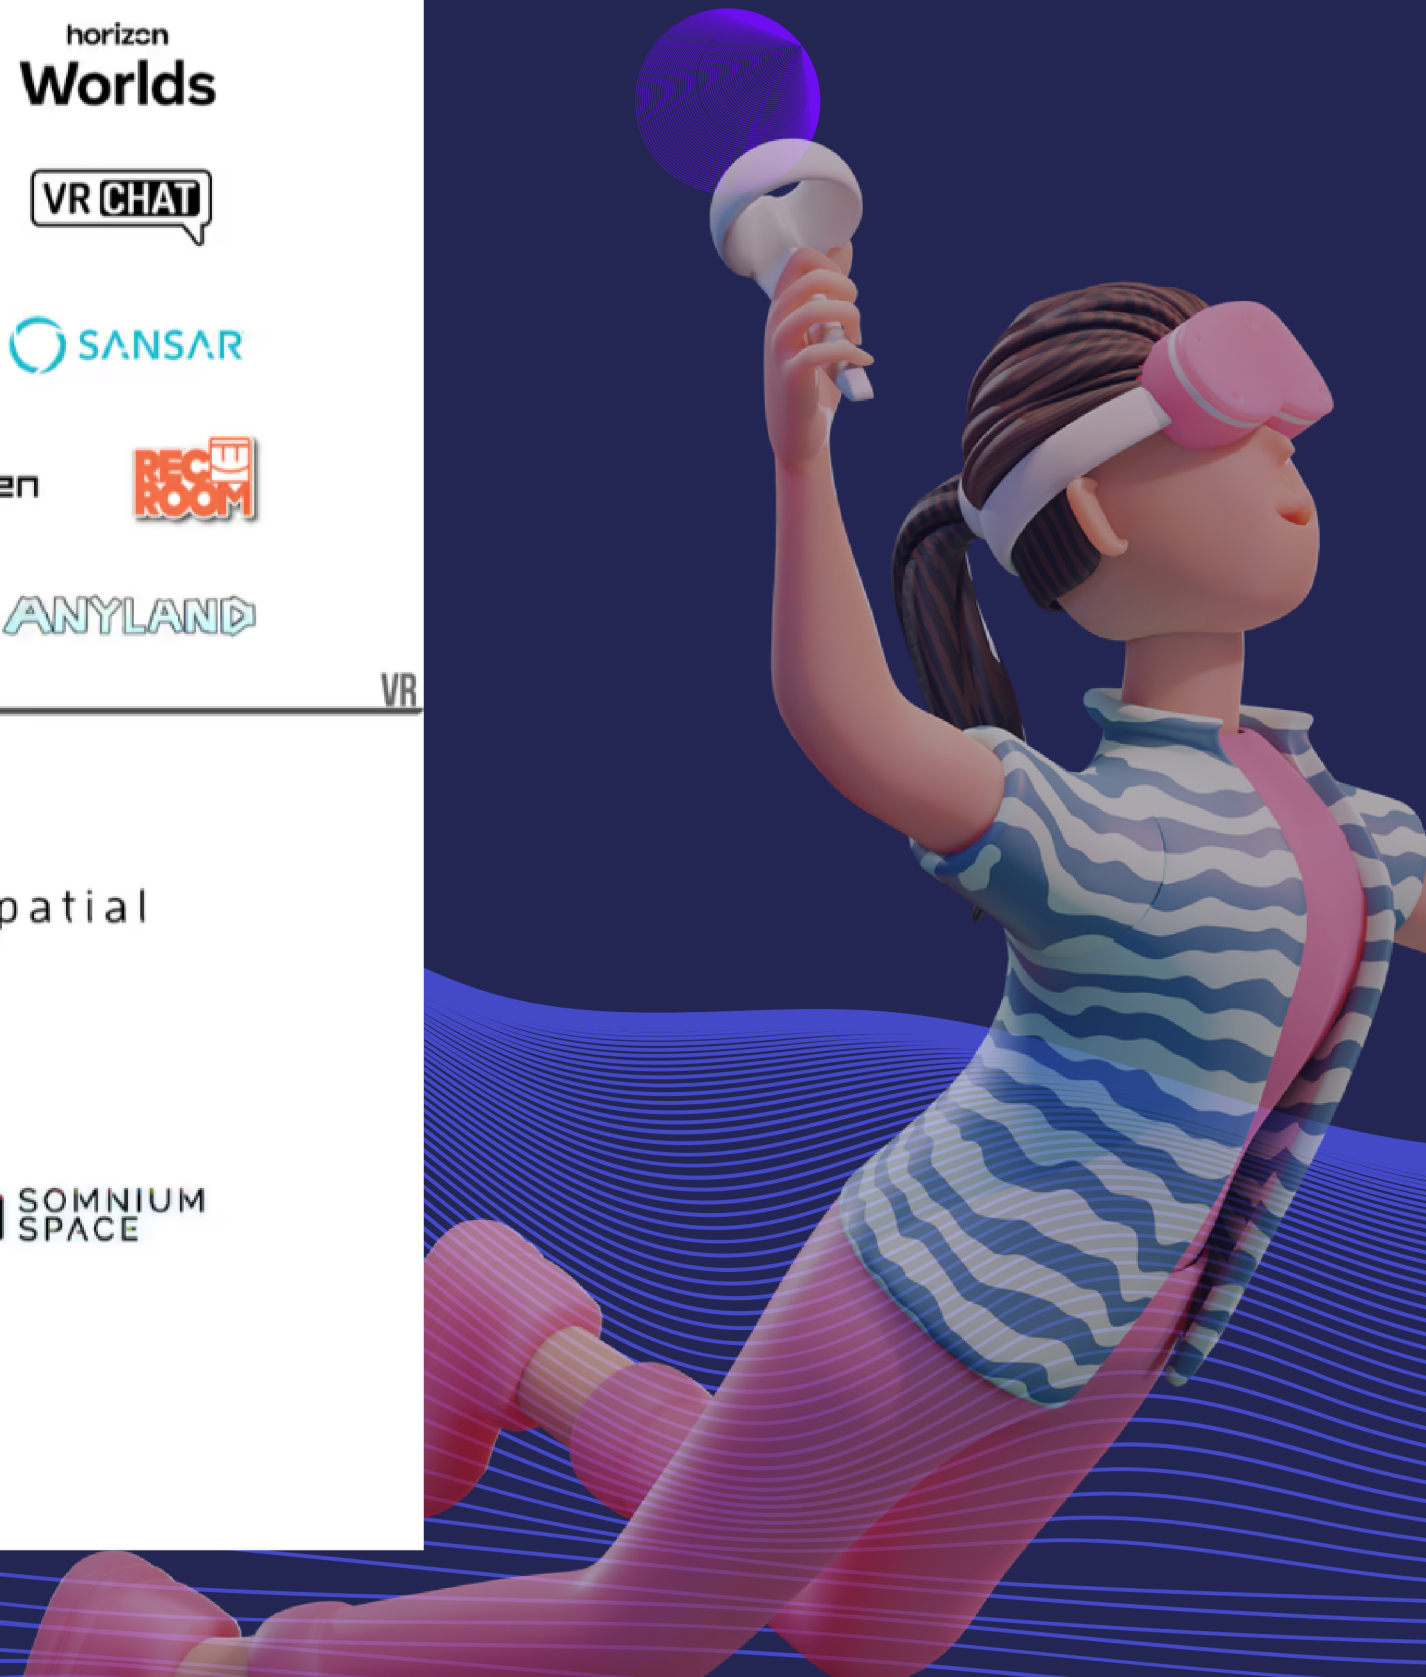 horizon
Worlds
VR CHAT
SANSAR
en
REC
ROOM
ANYLAND
VR
patial
SOMNIUM
SPACE